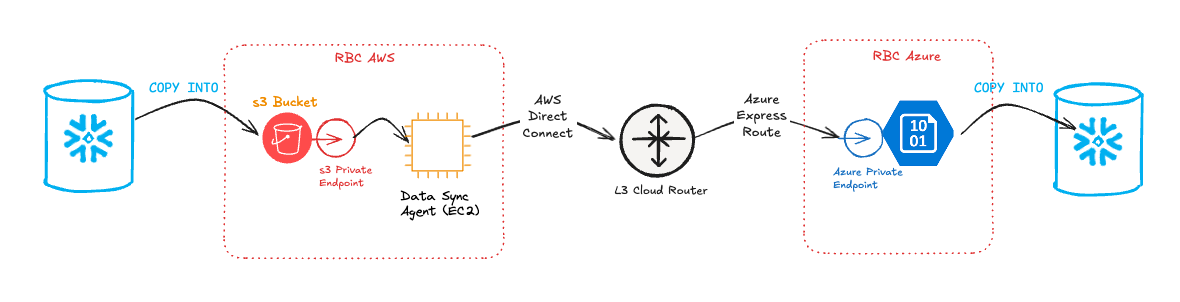 RBC AWS
RBC Azure
COPY INTO
COPY INTO
s3 Bucket
AWS
Direct
Connect
Azure
Express
Route
10
01
s3 Private
Endpoint
Azure Private
Endpoint
L3 Cloud Router
Data Sync
Agent (EC2)